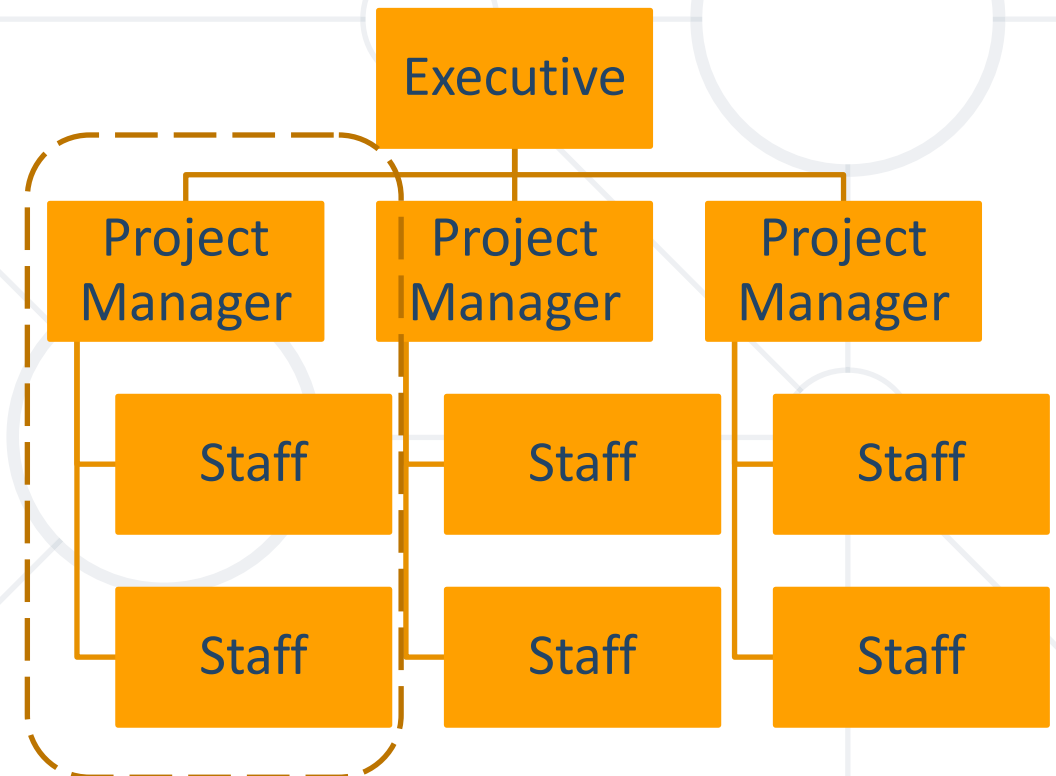 Executive
Project
Manager
Project
Manager
Project
Manager
Staff
Staff
Staff
Staff
Staff
Staff